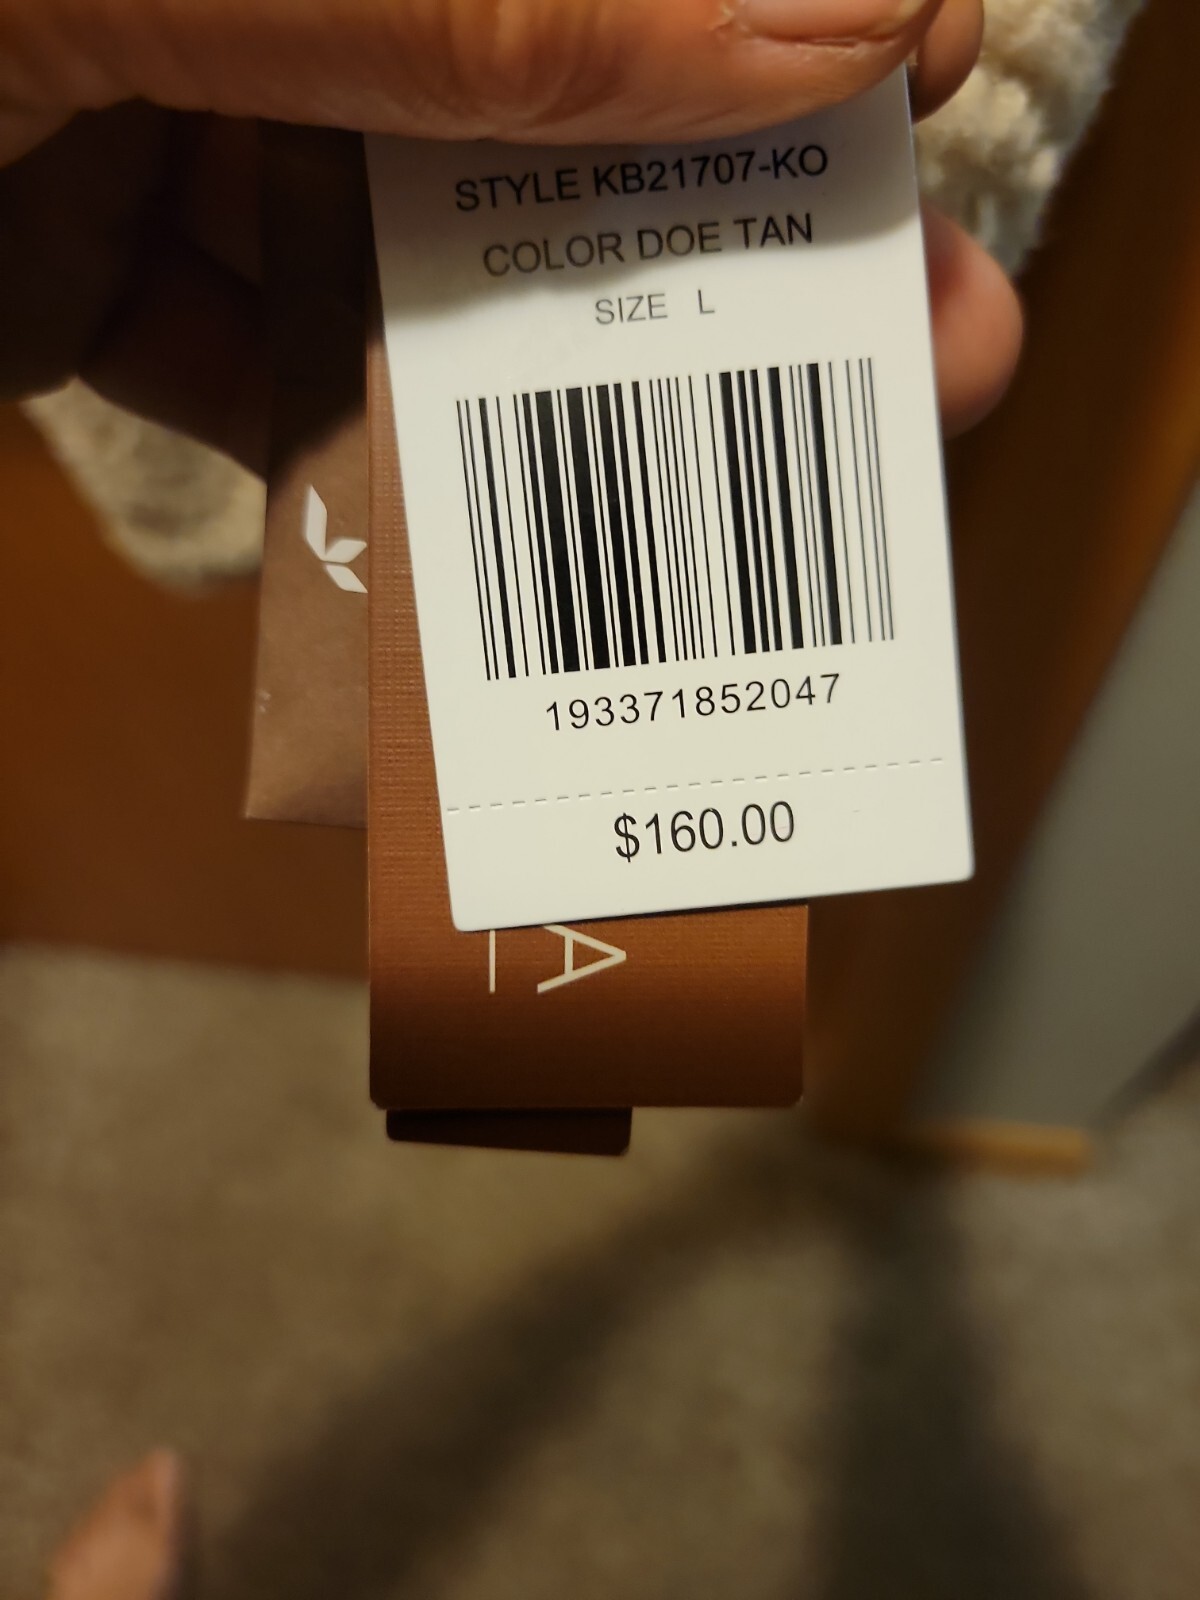 STYLE KB21707-KO
COLOR DOE TAN
SIZE L
193371852047
$160.00
A